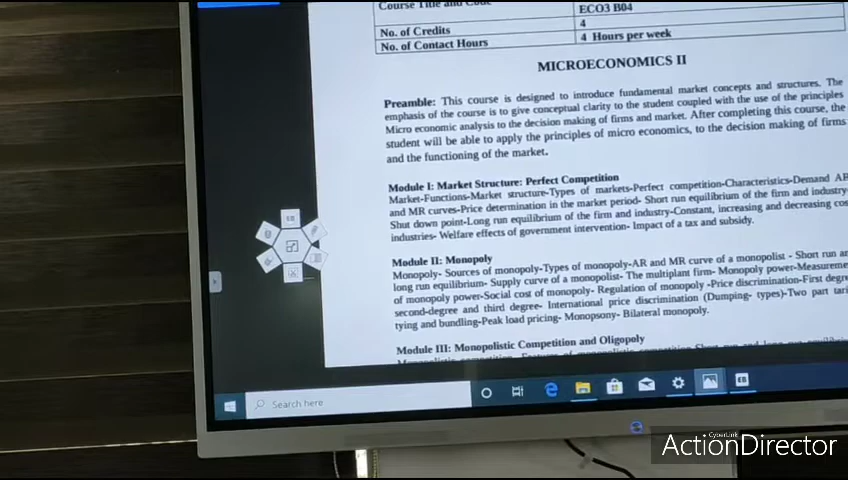 Course Title and Code
ECO3 B04
No. of Credits
4
No. of Contact Hours
4 Hours per week
MICROECONOMICS II
Preamble: This course is designed to introduce fundamental market concepts and structures. The
emphasis of the course is to give conceptual clarity to the student coupled with the use of the principles
Micro economic analysis to the decision making of firms and market. After completing this course, the
student will be able to apply the principles of micro economics, to the decision making of firms
and the functioning of the market.
Module I: Market Structure: Perfect Competition
Market-Functions-Market structure-Types of markets-Perfect competition-Characteristics-Demand AR
and MR curves-Price determination in the market period- Short run equilibrium of the firm and industry-
Shut down point-Long run equilibrium of the firm and industry-Constant, increasing and decreasing cos
industries- Welfare effects of government intervention- Impact of a tax and subsidy.
Module II: Monopoly
Monopoly- Sources of monopoly-Types of monopoly-AR and MR curve of a monopolist - Short run an
long run equilibrium- Supply curve of a monopolist- The multiplant firm- Monopoly power-Measureme
of monopoly power-Social cost of monopoly- Regulation of monopoly -Price discrimination-First degre
second-degree and third degree- International price discrimination (Dumping- types)-Two part tari
tying and bundling-Peak load pricing- Monopsony- Bilateral monopoly.
Module III: Monopolistic Competition and Oligopoly
Search here
CyberLink
ActionDirector